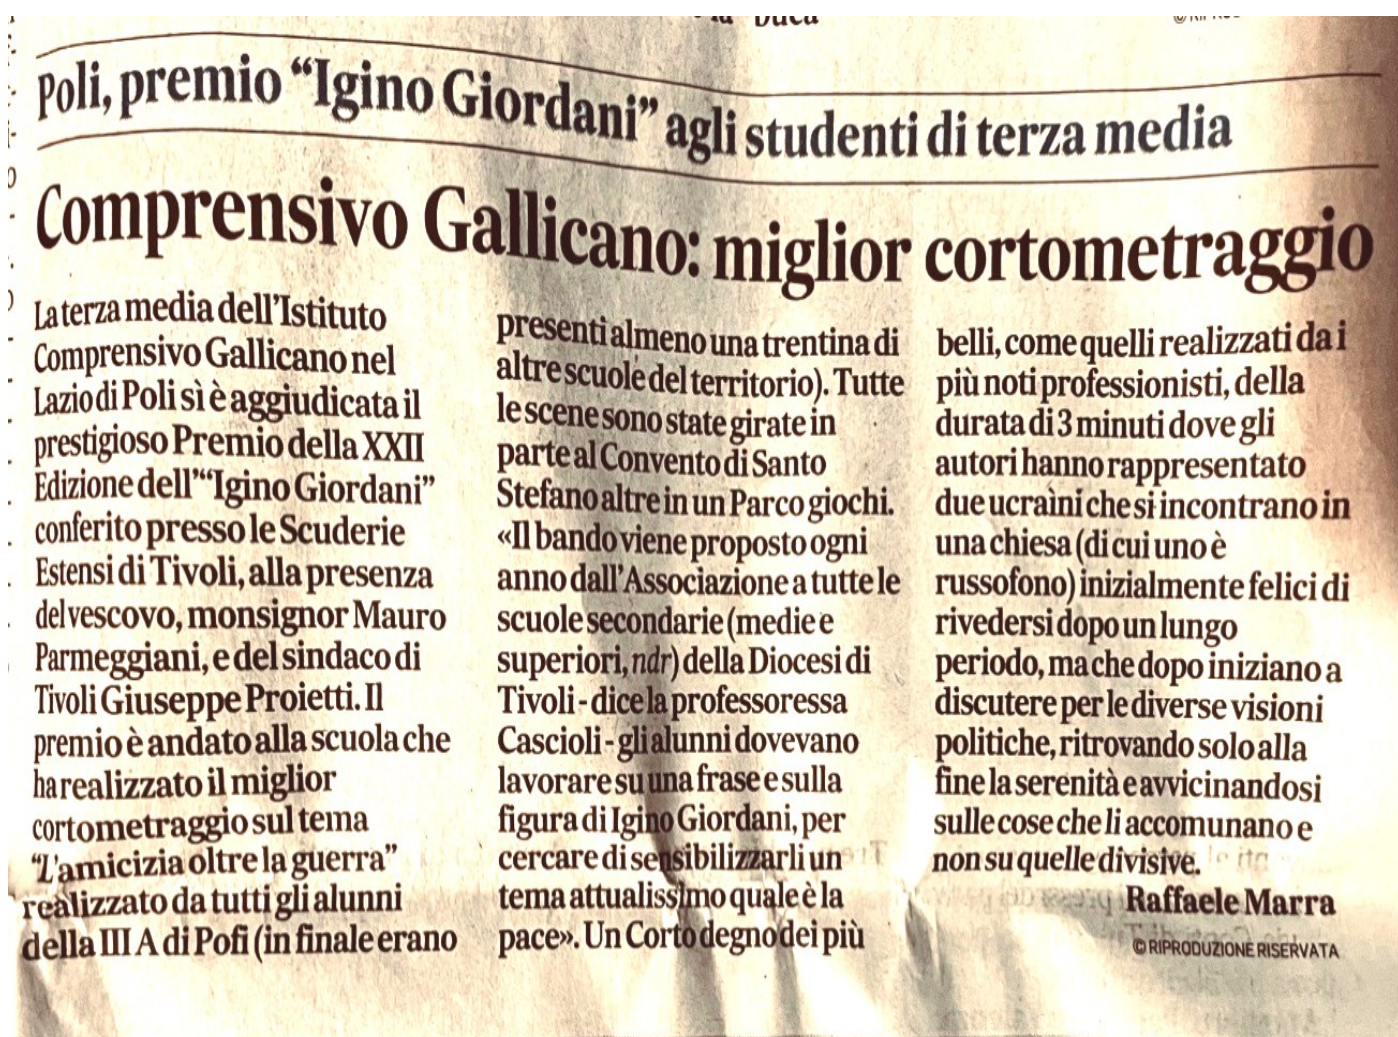 Buca
Poli, premio “Igino Giordani” agli studenti di terza media
Comprensivo Gallicano: miglior cortometraggio
La terza media dell'Istituto
Comprensivo Gallicano nel
Lazio di Poli sì è aggiudicata il
prestigioso Premio della XXII
Edizione dell'“Igino Giordani”
conferito presso le Scuderie
Estensi di Tivoli, alla presenza
del vescovo, monsignor Mauro
Parmeggiani, e del sindaco di
Tivoli Giuseppe Proietti. Il
premio è andato alla scuola che
ha realizzato il miglior
cortometraggio sul tema
“L'amicizia oltre la guerra”
realizzato da tutti gli alunni
della III A di Pofi (in finale erano
presenti almeno una trentina di
altre scuole del territorio). Tutte
le scene sono state girate in
parte al Convento di Santo
Stefano altre in un Parco giochi.
«Il bando viene proposto ogni
anno dall'Associazione a tutte le
scuole secondarie (medie e
superiori, ndr) della Diocesi di
Tivoli - dice la professoressa
Cascioli - gli alunni dovevano
lavorare su una frase e sulla
figura di Igino Giordani, per
cercare di sensibilizzarli un
tema attualissimo quale è la
pace». Un Corto degno dei più
belli, come quelli realizzati da i
più noti professionisti, della
durata di 3 minuti dove gli
autori hanno rappresentato
due ucraìni che si incontrano in
una chiesa (di cui uno è
russofono) inizialmente felici di
rivedersi dopo un lungo
periodo, ma che dopo iniziano a
discutere per le diverse visioni
politiche, ritrovando solo alla
fine la serenità e avvicinandosi
sulle cose che li accomunano e
non su quelle divisive.
Raffaele Marra
© RIPRODUZIONE RISERVATA